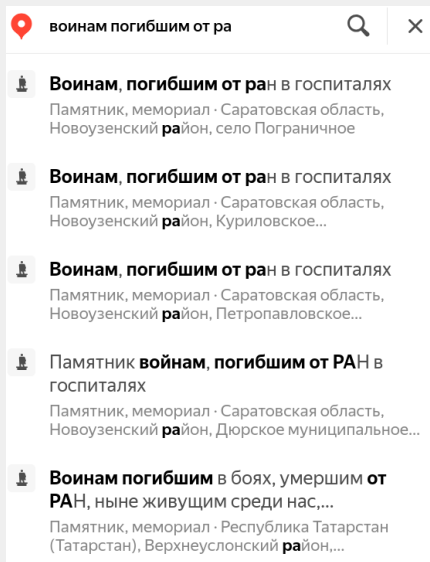 воинам погибшим от ра
Воинам, погибшим от ран в госпиталях
Памятник, мемориал · Саратовская область,
Новоузенский район, село Пограничное
Воинам, погибшим от ран в госпиталях
Памятник, мемориал · Саратовская область,
Новоузенский район, Куриловское...
Воинам, погибшим от ран в госпиталях
Памятник, мемориал · Саратовская область,
Новоузенский район, Петропавловское...
Памятник войнам, погибшим от РАН в
госпиталях
Памятник, мемориал · Саратовская область,
Новоузенский район, Дюрское муниципальное...
Воинам погибшим в боях, умершим от
РАН, ныне живущим среди нас,...
Памятник, мемориал · Республика Татарстан
(Татарстан), Верхнеуслонский район,...